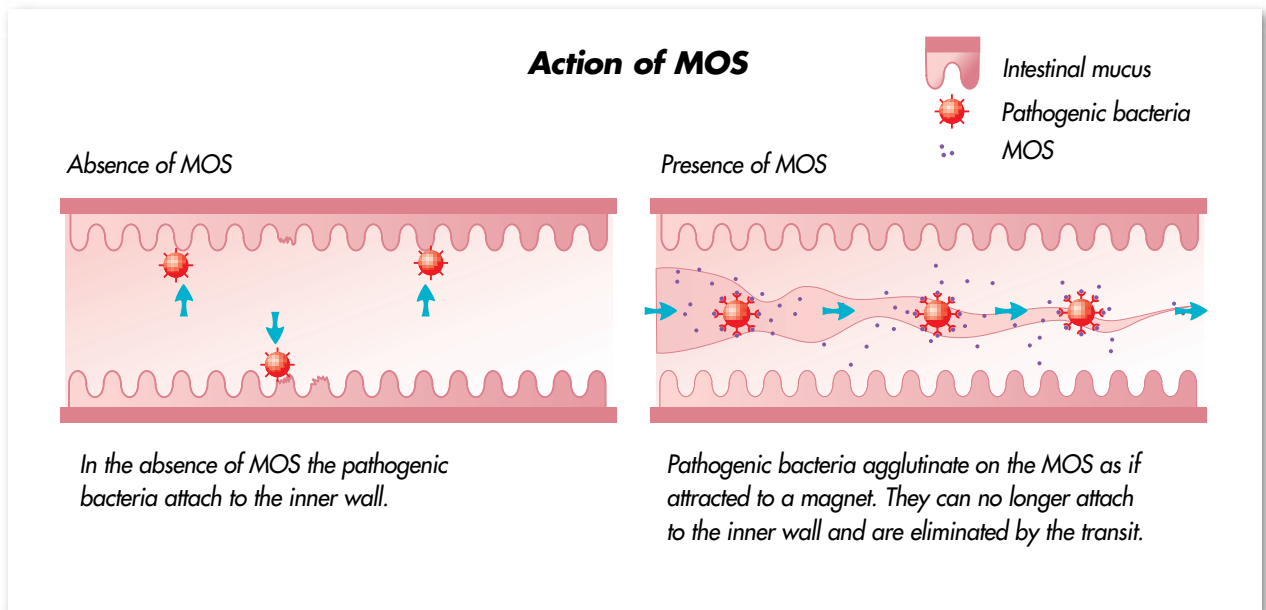 Action of MOS
Intestinal mucus
Pathogenic bacteria
MOS
Absence of MOS
Presence of MOS
In the absence of MOS the pathogenic
bacteria attach to the inner wall.
Pathogenic bacteria agglutinate on the MOS as if
attracted to a magnet. They can no longer attach
to the inner wall and are eliminated by the transit.